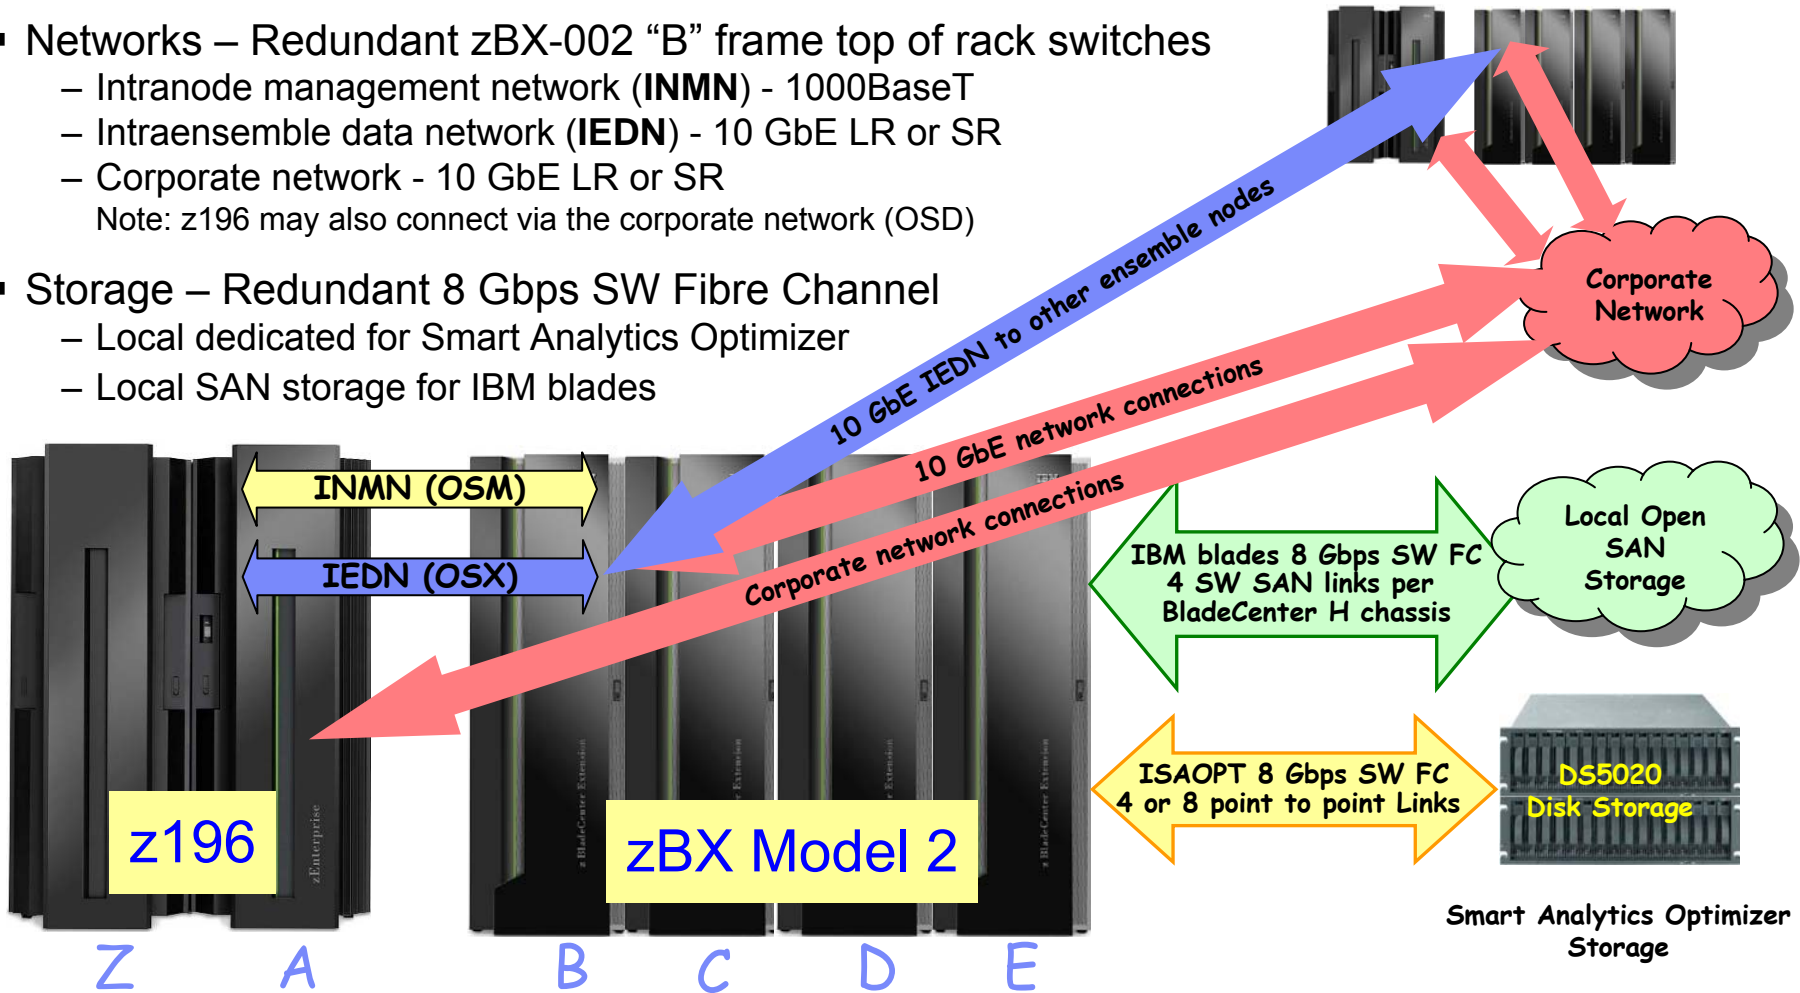 ▪ Networks – Redundant zBX-002 “B” frame top of rack switches
– Intranode management network (INMN) - 1000BaseT
– Intraensemble data network (IEDN) - 10 GbE LR or SR
– Corporate network - 10 GbE LR or SR
Note: z196 may also connect via the corporate network (OSD)
▪ Storage – Redundant 8 Gbps SW Fibre Channel
– Local dedicated for Smart Analytics Optimizer
– Local SAN storage for IBM blades
10 GbE IEDN to other ensemble nodes
10 GbE network connections
Corporate network connections
Corporate
Network
INMN (OSM)
IEDN (OSX)
IBM blades 8 Gbps SW FC
4 SW SAN links per
BladeCenter H chassis
Local Open
SAN
Storage
ISAOPT 8 Gbps SW FC
4 or 8 point to point Links
DS5020
Disk Storage
Smart Analytics Optimizer
Storage
z196
zBX Model 2
zEnterprise
z BladeCenter Extension
z BladeCenter Extension
IBM
Z
A
B
C
D
E